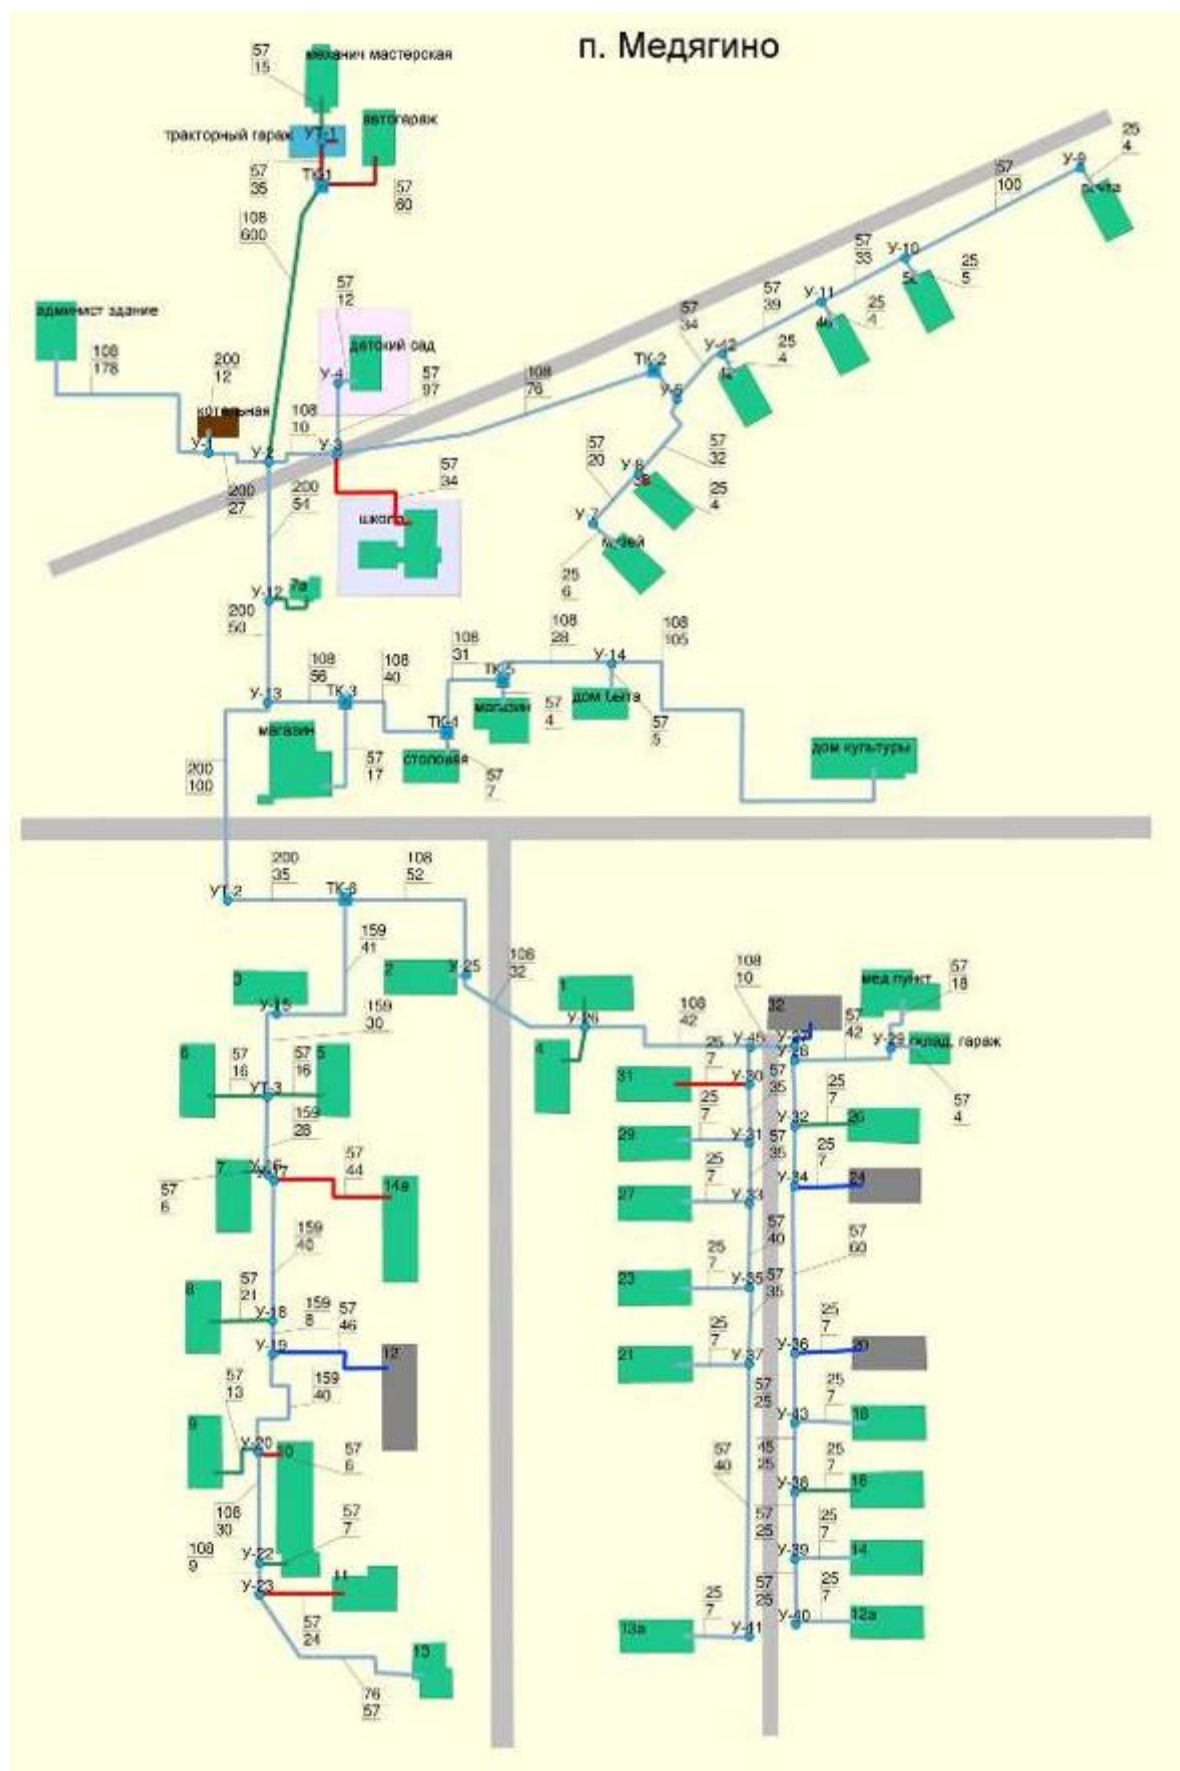 п. Медягино
57
15
механич мастерская
автогараж
тракторный гараж
УТ-1
57
35
ТК-1
57
60
108
600
25
4
У-9
почта
57
100
57
33
У-10
25
5
57
12
57
39
У-11
46
25
4
админист здание
108
178
детский сад
57
34
У-42
42
25
4
200
12
У-4
57
97
108
76
ТК-2
У-5
котельная
108
10
У-1
У-2
У-3
200
27
200
54
57
34
57
20
57
32
У-8
38
25
4
школа
У-7
музей
25
6
У-12
7а
200
50
108
56
108
40
108
31
108
28
108
105
У-14
ТК-5
У-13
ТК-3
магазин
57
4
дом быта
57
5
ТК-4
магазин
57
17
столовая
57
7
дом культуры
200
100
200
35
108
52
УТ-2
ТК-6
159
41
2
У-25
108
32
3
У-15
159
30
1
У-26
108
42
108
10
32
мед пункт
57
18
57
42
У-29
склад, гараж
57
4
6
57
16
57
16
5
УТ-3
159
28
4
У-45
У-28
31
25
7
У-30
57
35
29
25
7
У-31
57
35
У-32
25
7
26
27
25
7
У-33
У-34
25
7
24
7
57
6
57
44
14а
159
40
57
40
57
60
8
57
21
У-18
159
8
57
46
23
25
7
У-35
57
35
У-19
12
21
25
7
У-37
У-36
25
7
20
57
13
159
40
57
25
25
7
У-43
18
9
У-20
10
57
6
57
40
45
25
25
7
У-38
16
108
30
57
7
57
25
25
7
У-39
14
108
9
У-22
У-23
11
57
24
57
25
25
7
У-40
12а
13а
25
7
У-41
13
76
57